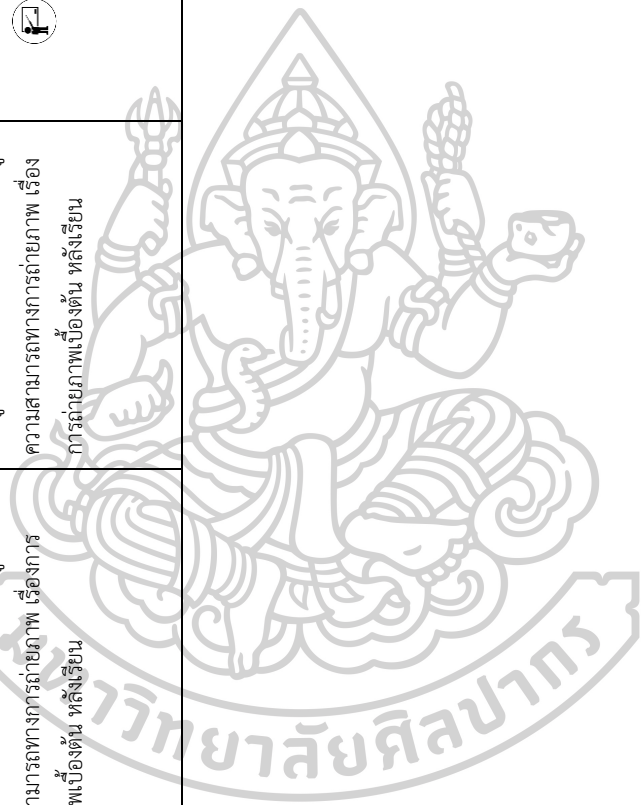 ความสามารถทางการถ่ายภาพ เรื่อง
การถ่ายภาพเบื้องต้น หลังเรียน
ามารถทางการถ่ายภาพ เรื่องการ
พเบื้องต้น หลังเรียน
มหาวิทยาลัยศิลปากร